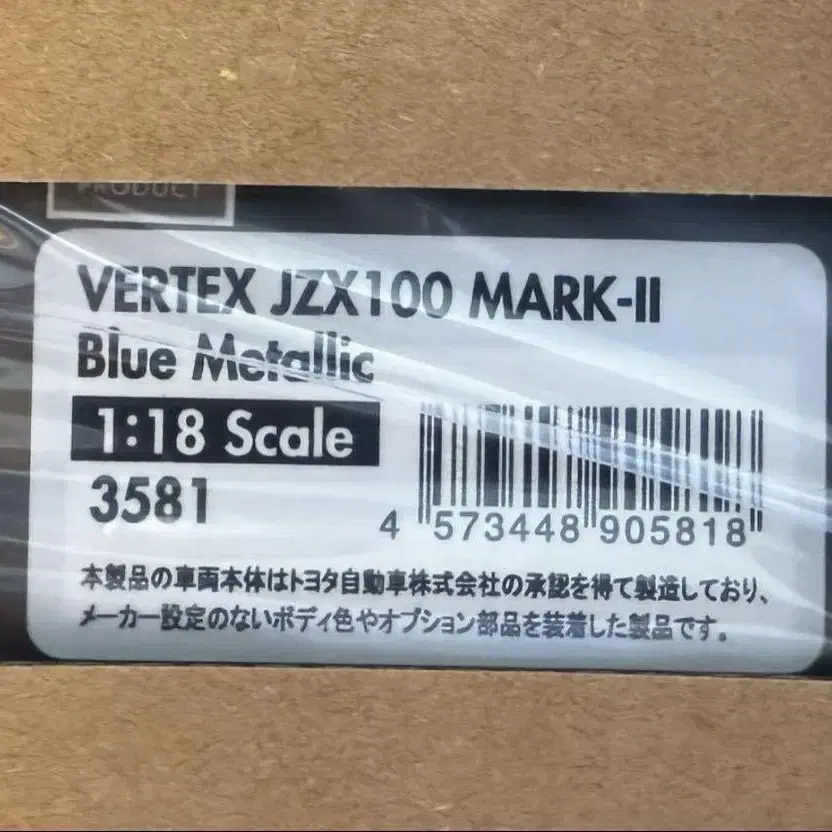 PRODUCT
VERTEX JZX100 MARK-II
Blue Metallic
1:18 Scale
3581
4 573448 905818
本製品の車両本体はトヨタ自動車株式会社の承認を得て製造しており、
メーカー設定のないボディ色やオプション部品を装着した製品です。